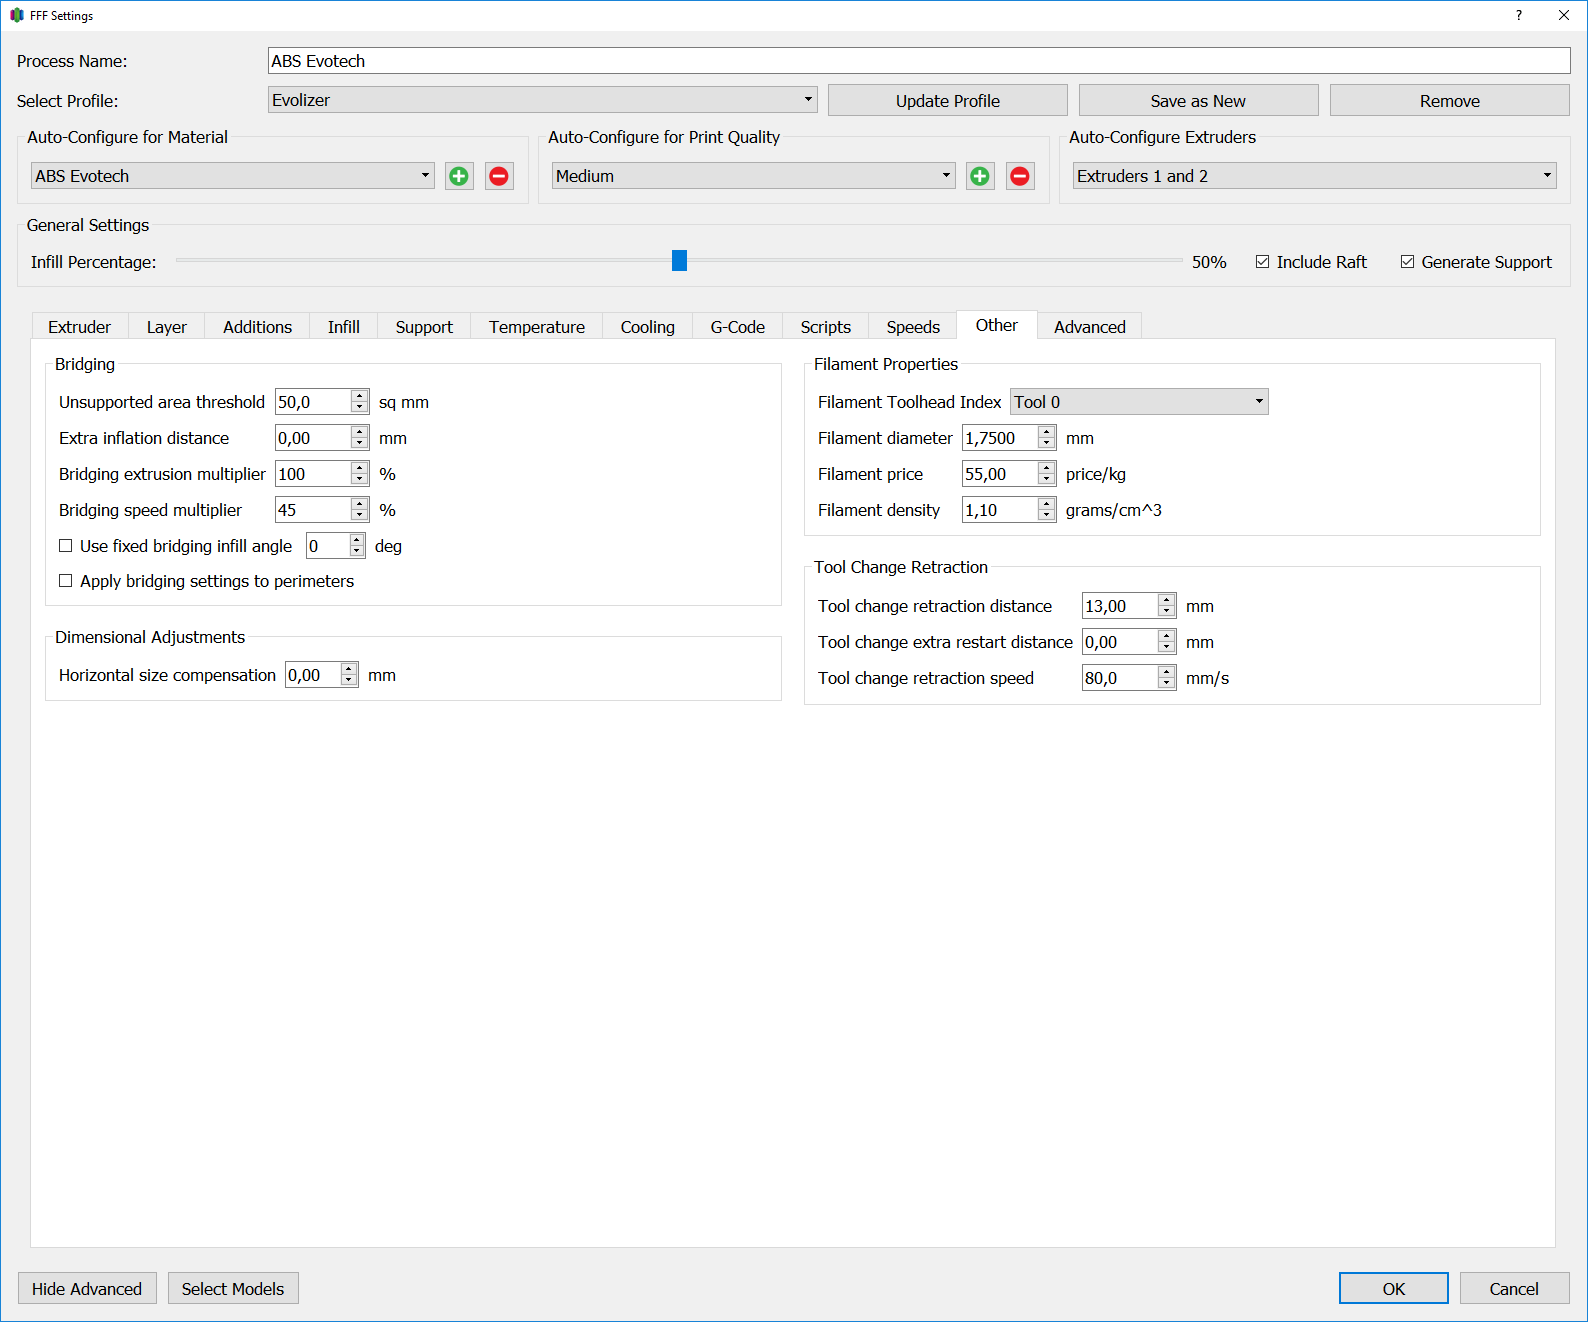 FFF Settings
?
Process Name: ABS Evotech
Select Profile: Evolizer Update Profile Save as New Remove
Auto-Configure for Material Auto-Configure for Print Quality Auto-Configure Extruders
ABS Evotech Medium Extruders 1 and 2
General Settings
Infill Percentage: 50% Include Raft Generate Support
Extruder Layer Additions Infill Support Temperature Cooling G-Code Scripts Speeds Other Advanced
Bridging
Unsupported area threshold 50,0 sq mm
Extra inflation distance 0,00 mm
Bridging extrusion multiplier 100 %
Bridging speed multiplier 45 %
Use fixed bridging infill angle 0 deg
Apply bridging settings to perimeters
Dimensional Adjustments
Horizontal size compensation 0,00 mm
Filament Properties
Filament Toolhead Index Tool 0
Filament diameter 1,7500 mm
Filament price 55,00 price/kg
Filament density 1,10 grams/cm^3
Tool Change Retraction
Tool change retraction distance 13,00 mm
Tool change extra restart distance 0,00 mm
Tool change retraction speed 80,0 mm/s
Hide Advanced Select Models OK Cancel